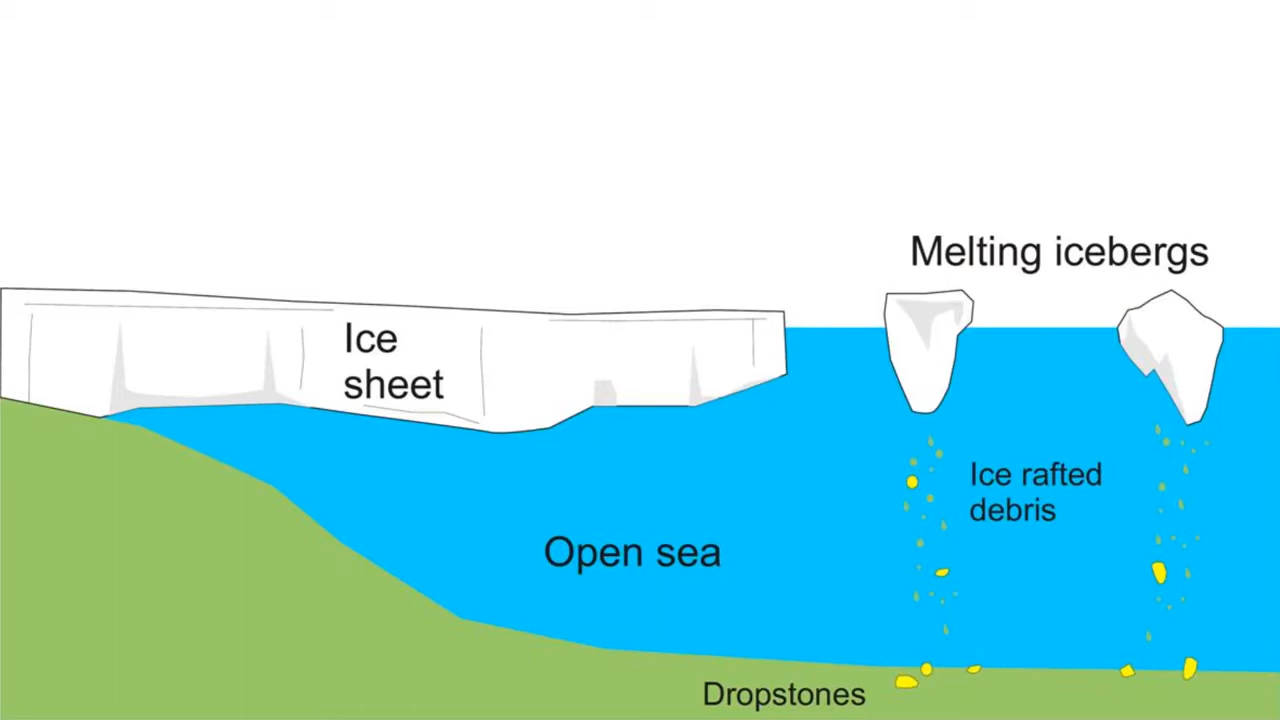 Melting icebergs
Ice
sheet
Ice rafted
debris
Open sea
Dropstones